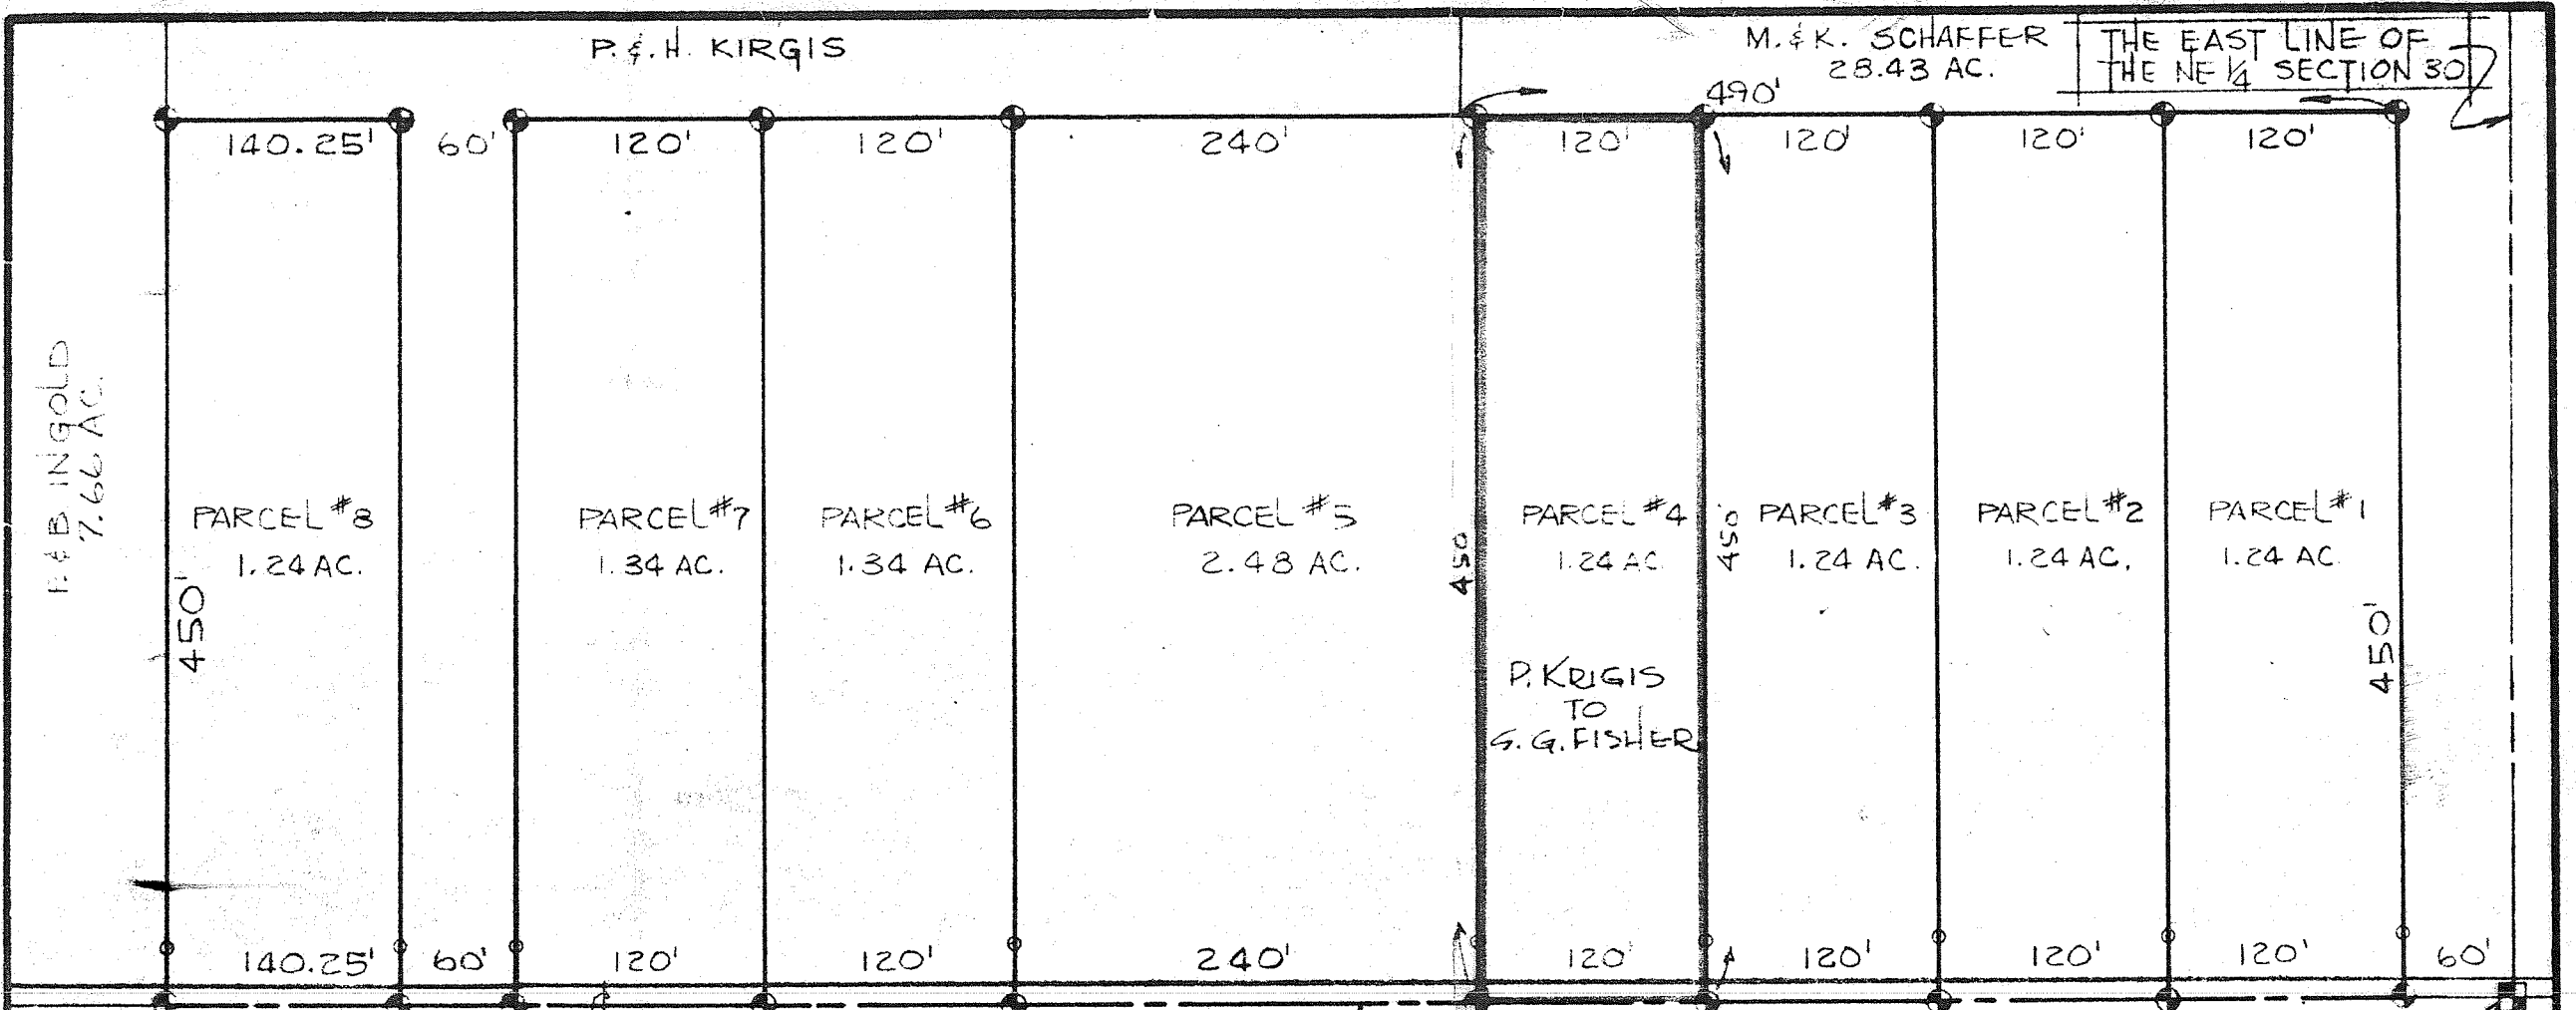 P. & H. KIRGIS
M. & K. SCHAFFER
28.43 AC.
THE EAST LINE OF
THE NE 1/4 SECTION 30
490'
140.25' 60' 120' 120' 240' 120' 120' 120' 120'
& B INGOLD
7.66 AC.
PARCEL #8
1.24 AC.
450'
PARCEL #7
1.34 AC.
PARCEL #6
1.34 AC.
PARCEL #5
2.48 AC.
450
PARCEL #4
1.24 AC
P. KRIGIS
TO
S. G. FISHER
450'
PARCEL #3
1.24 AC.
PARCEL #2
1.24 AC.
PARCEL #1
1.24 AC.
450'
140.25' 60' 120' 120' 240' 120' 120' 120' 120' 60'